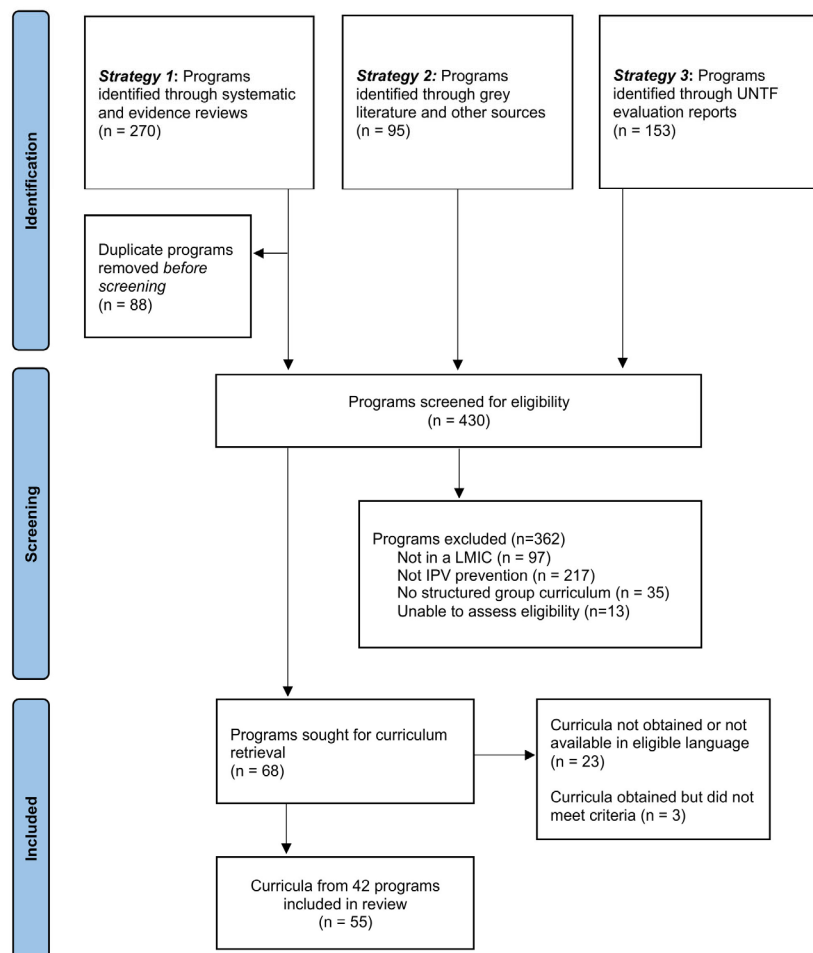 Identification
Strategy 1: Programs
identified through systematic
and evidence reviews
(n = 270)
Strategy 2: Programs
identified through grey
literature and other sources
(n = 95)
Strategy 3: Programs
identified through UNTF
evaluation reports
(n = 153)
Duplicate programs
removed before
screening
(n = 88)
Screening
Programs screened for eligibility
(n = 430)
Programs excluded (n=362)
Not in a LMIC (n = 97)
Not IPV prevention (n = 217)
No structured group curriculum (n = 35)
Unable to assess eligibility (n=13)
Included
Programs sought for curriculum
retrieval
(n = 68)
Curricula not obtained or not
available in eligible language
(n = 23)
Curricula obtained but did not
meet criteria (n = 3)
Curricula from 42 programs
included in review
(n = 55)